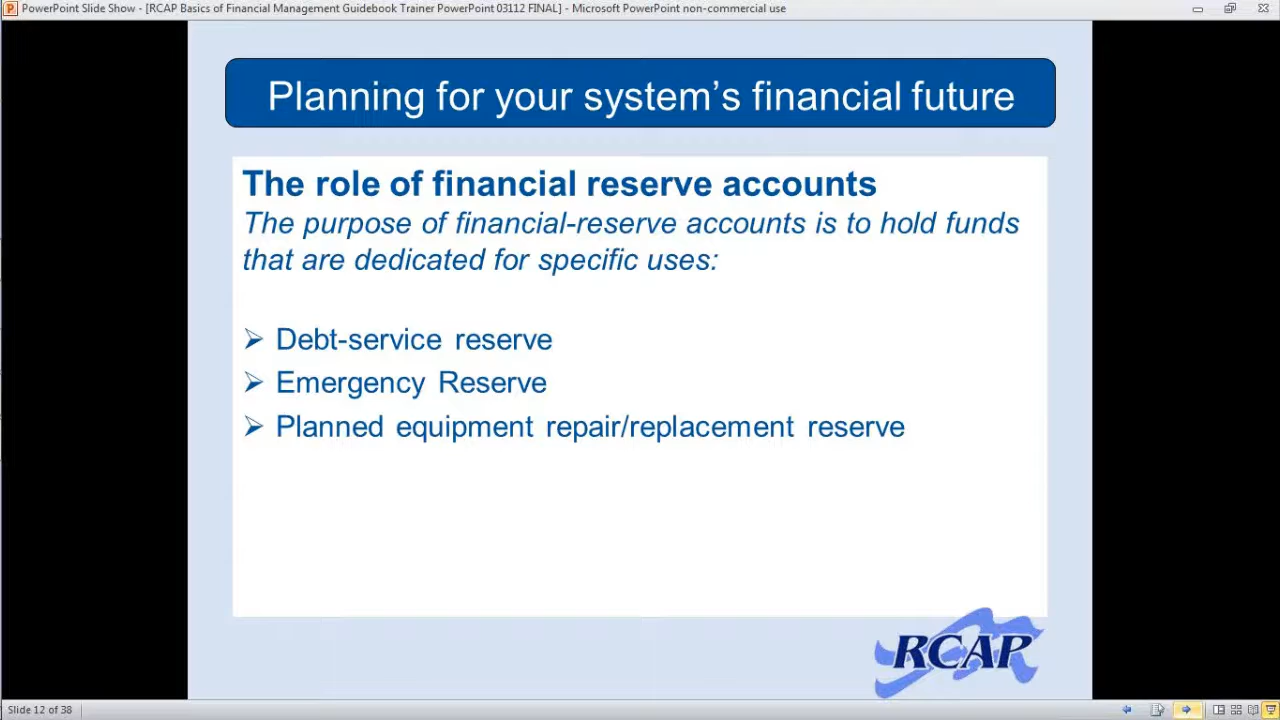 PowerPoint Slide Show - [RCAP Basics of Financial Management Guidebook Trainer PowerPoint 03112 FINAL] - Microsoft PowerPoint non-commercial use
Planning for your system's financial future
The role of financial reserve accounts
The purpose of financial-reserve accounts is to hold funds
that are dedicated for specific uses:
Debt-service reserve
Emergency Reserve
Planned equipment repair/replacement reserve
RCAP
Slide 12 of 38